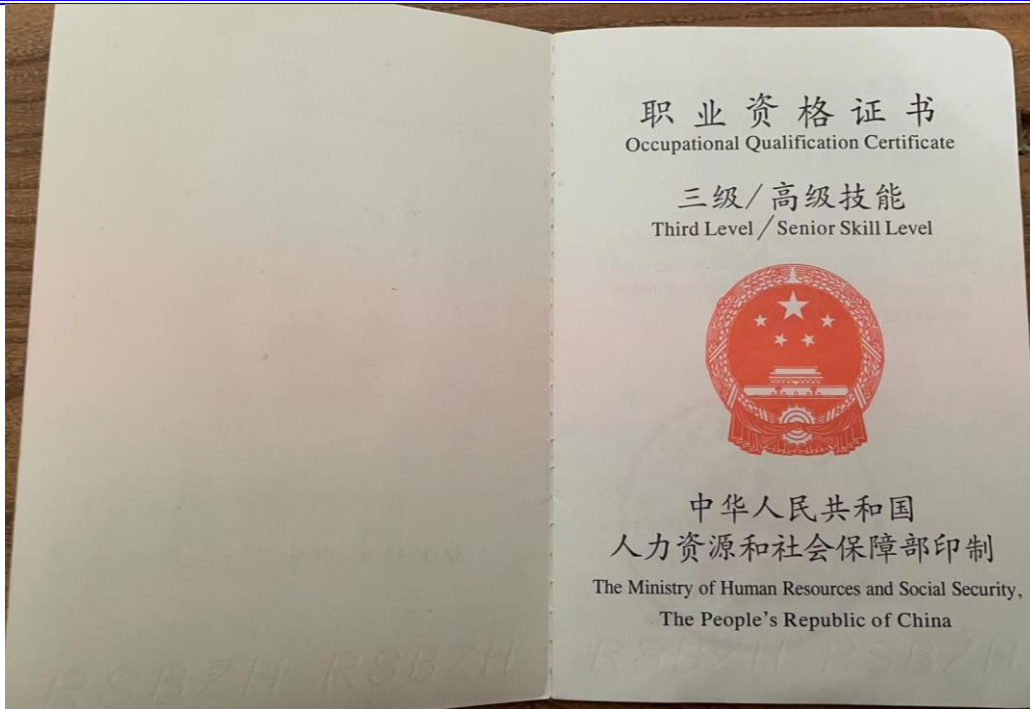 职业资格证书
Occupational Qualification Certificate
三级/高级技能
Third Level/Senior Skill Level
中华人民共和国
人力资源和社会保障部印制
The Ministry of Human Resources and Social Security,
The People's Republic of China
RSBZH RSBZH RSBZH RSBZH